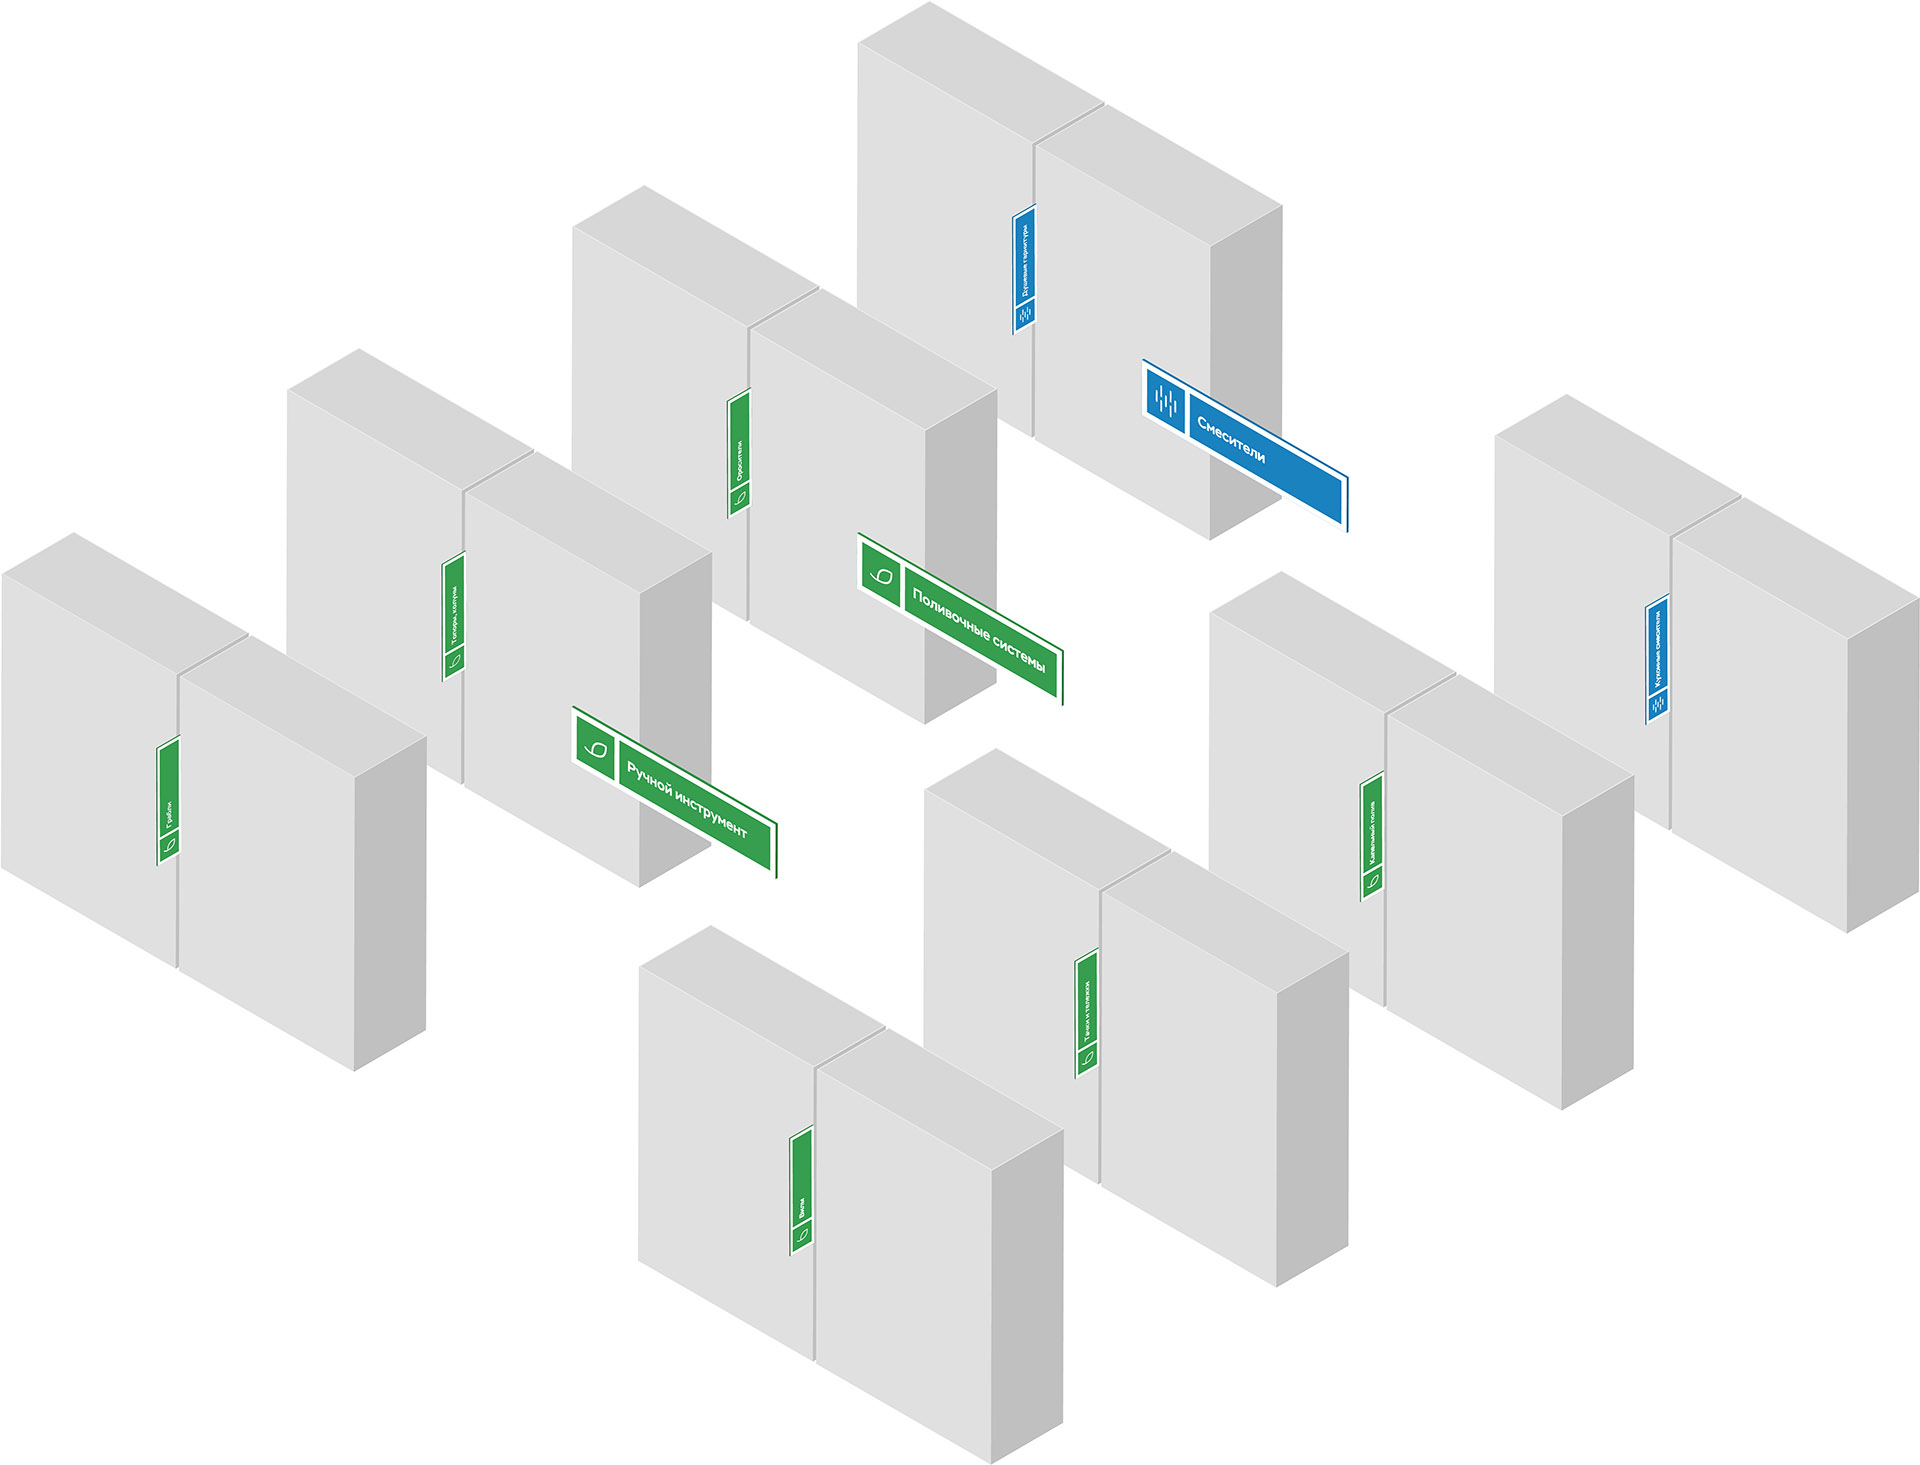 Душевые гарнитуры
Смесители
Оросители
Поливочные системы
Топоры, колуны
Ручной инструмент
Грабли
Кухонные смесители
Капельный полив
Тачки и тележки
Вилы